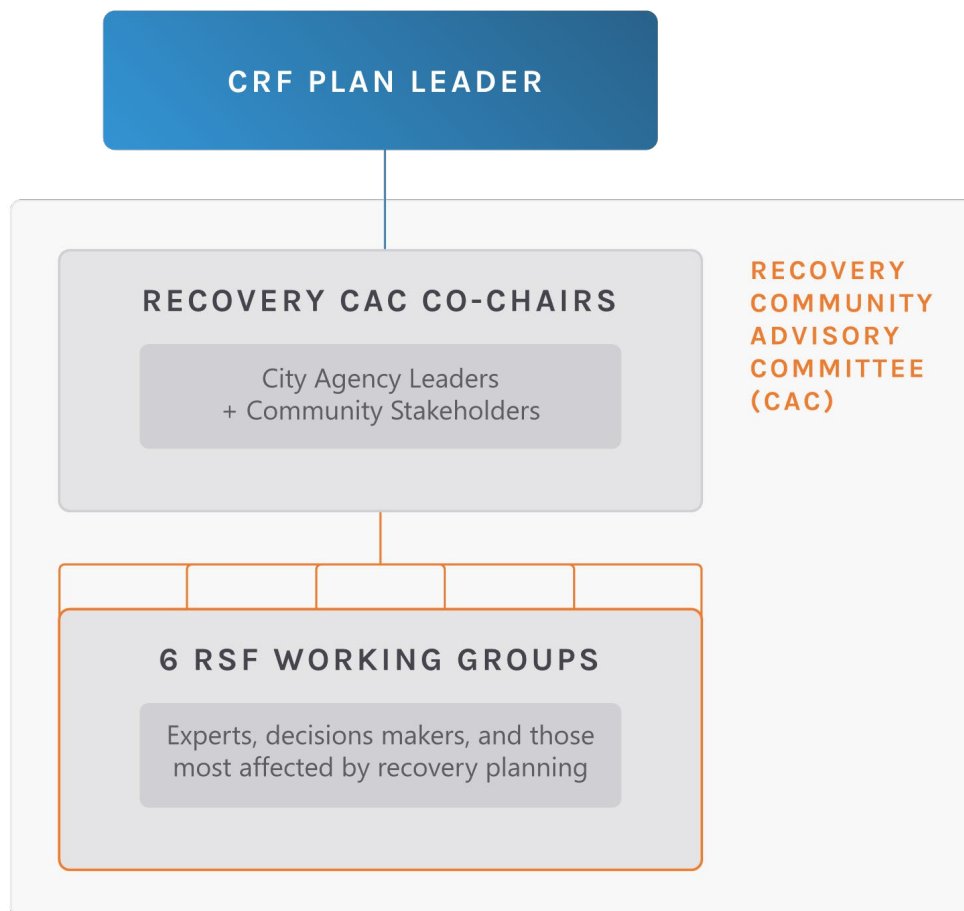 CRF PLAN LEADER
RECOVERY CAC CO-CHAIRS
City Agency Leaders
+ Community Stakeholders
RECOVERY
COMMUNITY
ADVISORY
COMMITTEE
(CAC)
6 RSF WORKING GROUPS
Experts, decisions makers, and those
most affected by recovery planning